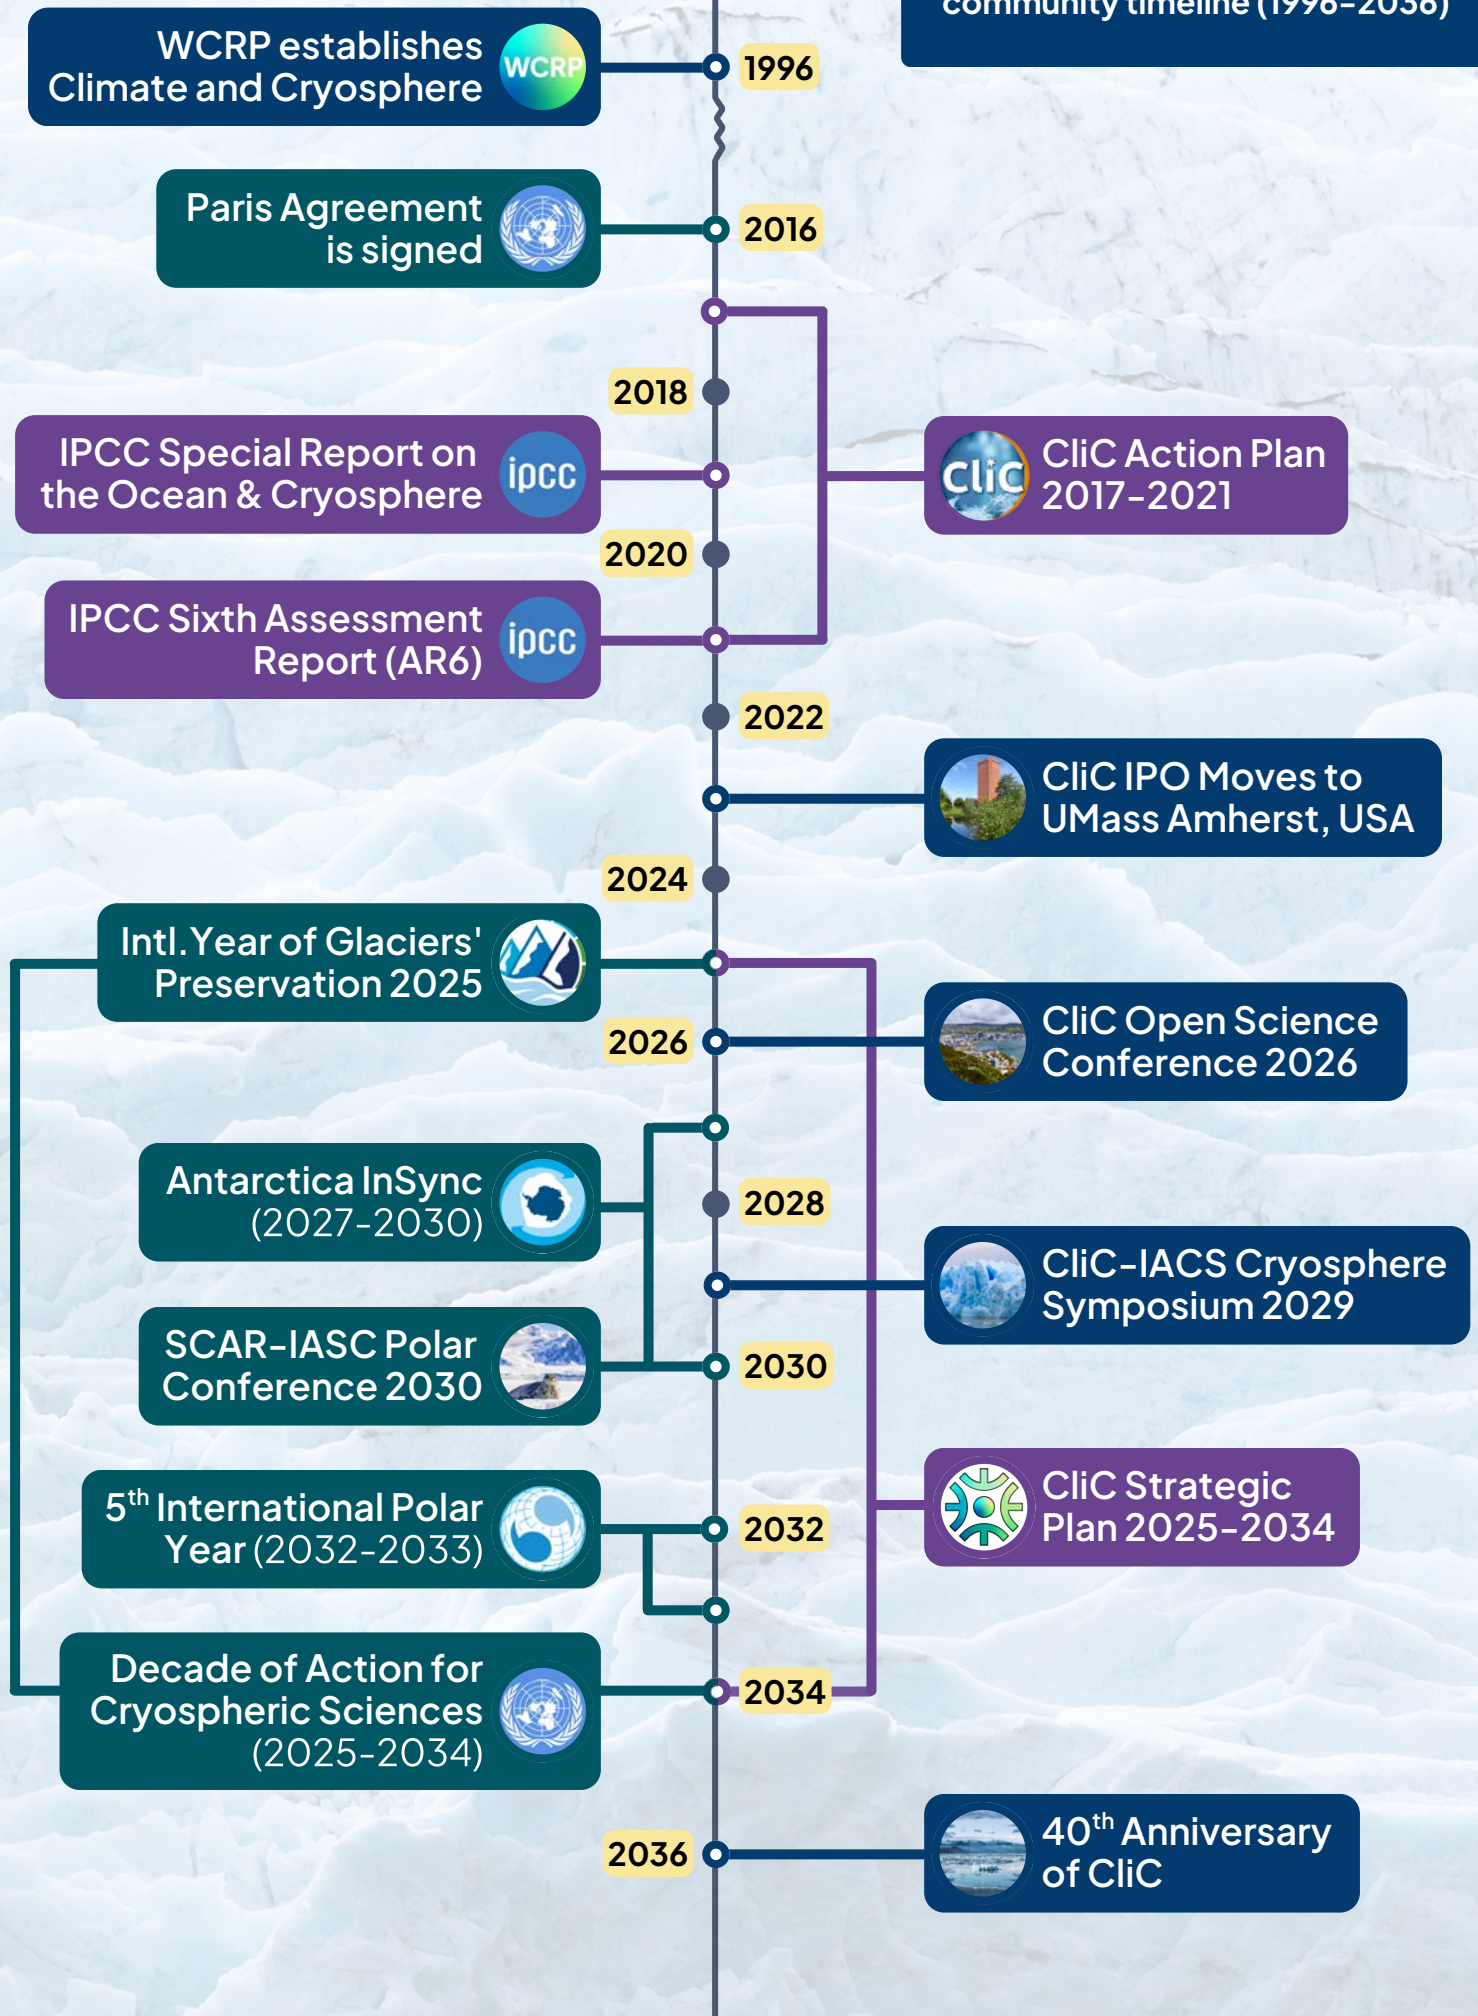 community timeline (1996-2036)
WCRP establishes
Climate and Cryosphere
WCRP
1996
Paris Agreement
is signed
2016
2018
IPCC Special Report on
the Ocean & Cryosphere
ipcc
CliC
CliC Action Plan
2017-2021
2020
IPCC Sixth Assessment
Report (AR6)
ipcc
2022
CliC IPO Moves to
UMass Amherst, USA
2024
Intl. Year of Glaciers'
Preservation 2025
2026
CliC Open Science
Conference 2026
Antarctica InSync
(2027-2030)
2028
CliC-IACS Cryosphere
Symposium 2029
SCAR-IASC Polar
Conference 2030
2030
5th International Polar
Year (2032-2033)
2032
CliC Strategic
Plan 2025-2034
Decade of Action for
Cryospheric Sciences
(2025-2034)
2034
2036
40th Anniversary
of CliC